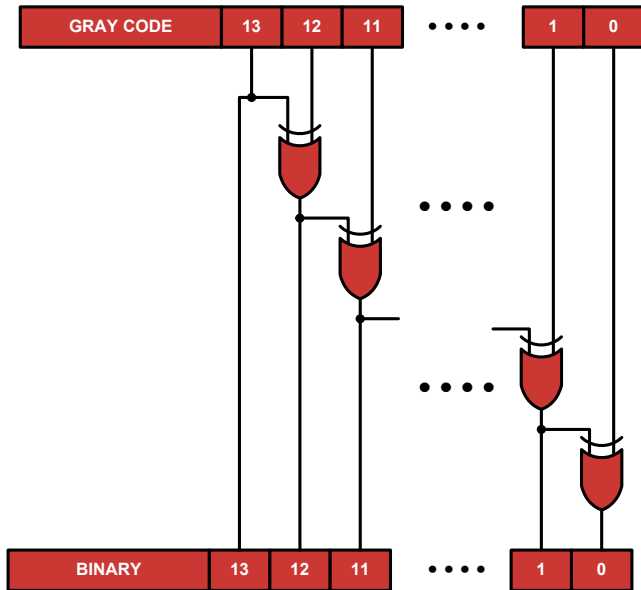 GRAY CODE 13 12 11 •••• 1 0
••••
••••
BINARY 13 12 11 •••• 1 0